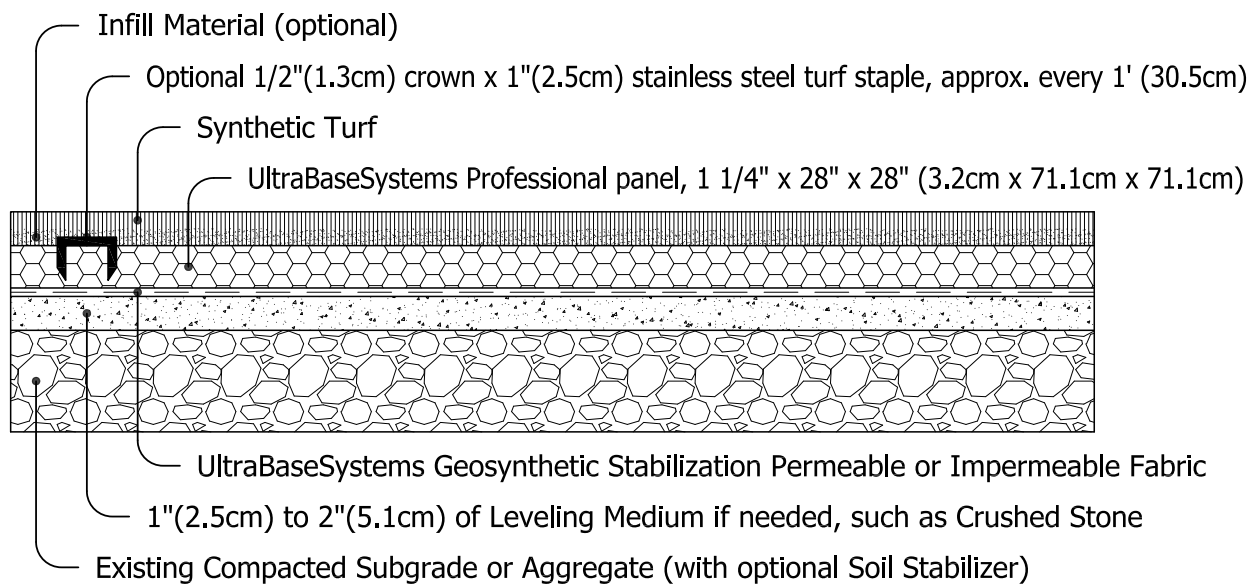 Infill Material (optional)
Optional 1/2"(1.3cm) crown x 1"(2.5cm) stainless steel turf staple, approx. every 1' (30.5cm)
Synthetic Turf
UltraBaseSystems Professional panel, 1 1/4" x 28" x 28" (3.2cm x 71.1cm x 71.1cm)
UltraBaseSystems Geosynthetic Stabilization Permeable or Impermeable Fabric
1"(2.5cm) to 2"(5.1cm) of Leveling Medium if needed, such as Crushed Stone
Existing Compacted Subgrade or Aggregate (with optional Soil Stabilizer)